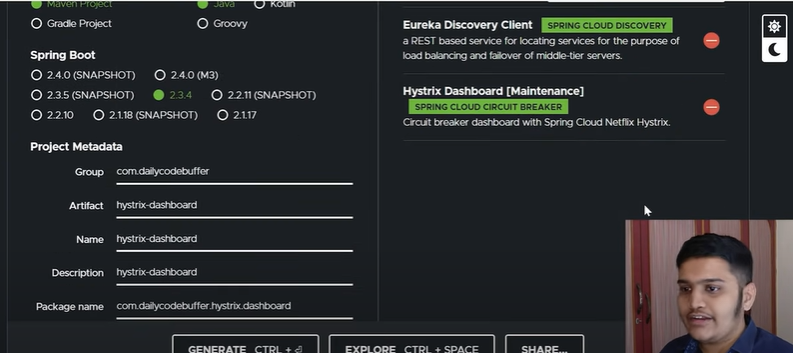 Maven Project Java Kotlin
Gradle Project Groovy
Spring Boot
2.4.0 (SNAPSHOT) 2.4.0 (M3)
2.3.5 (SNAPSHOT) 2.3.4 2.2.11 (SNAPSHOT)
2.2.10 2.1.18 (SNAPSHOT) 2.1.17
Project Metadata
Group com.dailycodebuffer
Artifact hystrix-dashboard
Name hystrix-dashboard
Description hystrix-dashboard
Package name com.dailycodebuffer.hystrix.dashboard
Eureka Discovery Client SPRING CLOUD DISCOVERY
a REST based service for locating services for the purpose of
load balancing and failover of middle-tier servers.
Hystrix Dashboard [Maintenance]
SPRING CLOUD CIRCUIT BREAKER
Circuit breaker dashboard with Spring Cloud Netflix Hystrix.
GENERATE CTRL + ⏎ EXPLORE CTRL + SPACE SHARE...